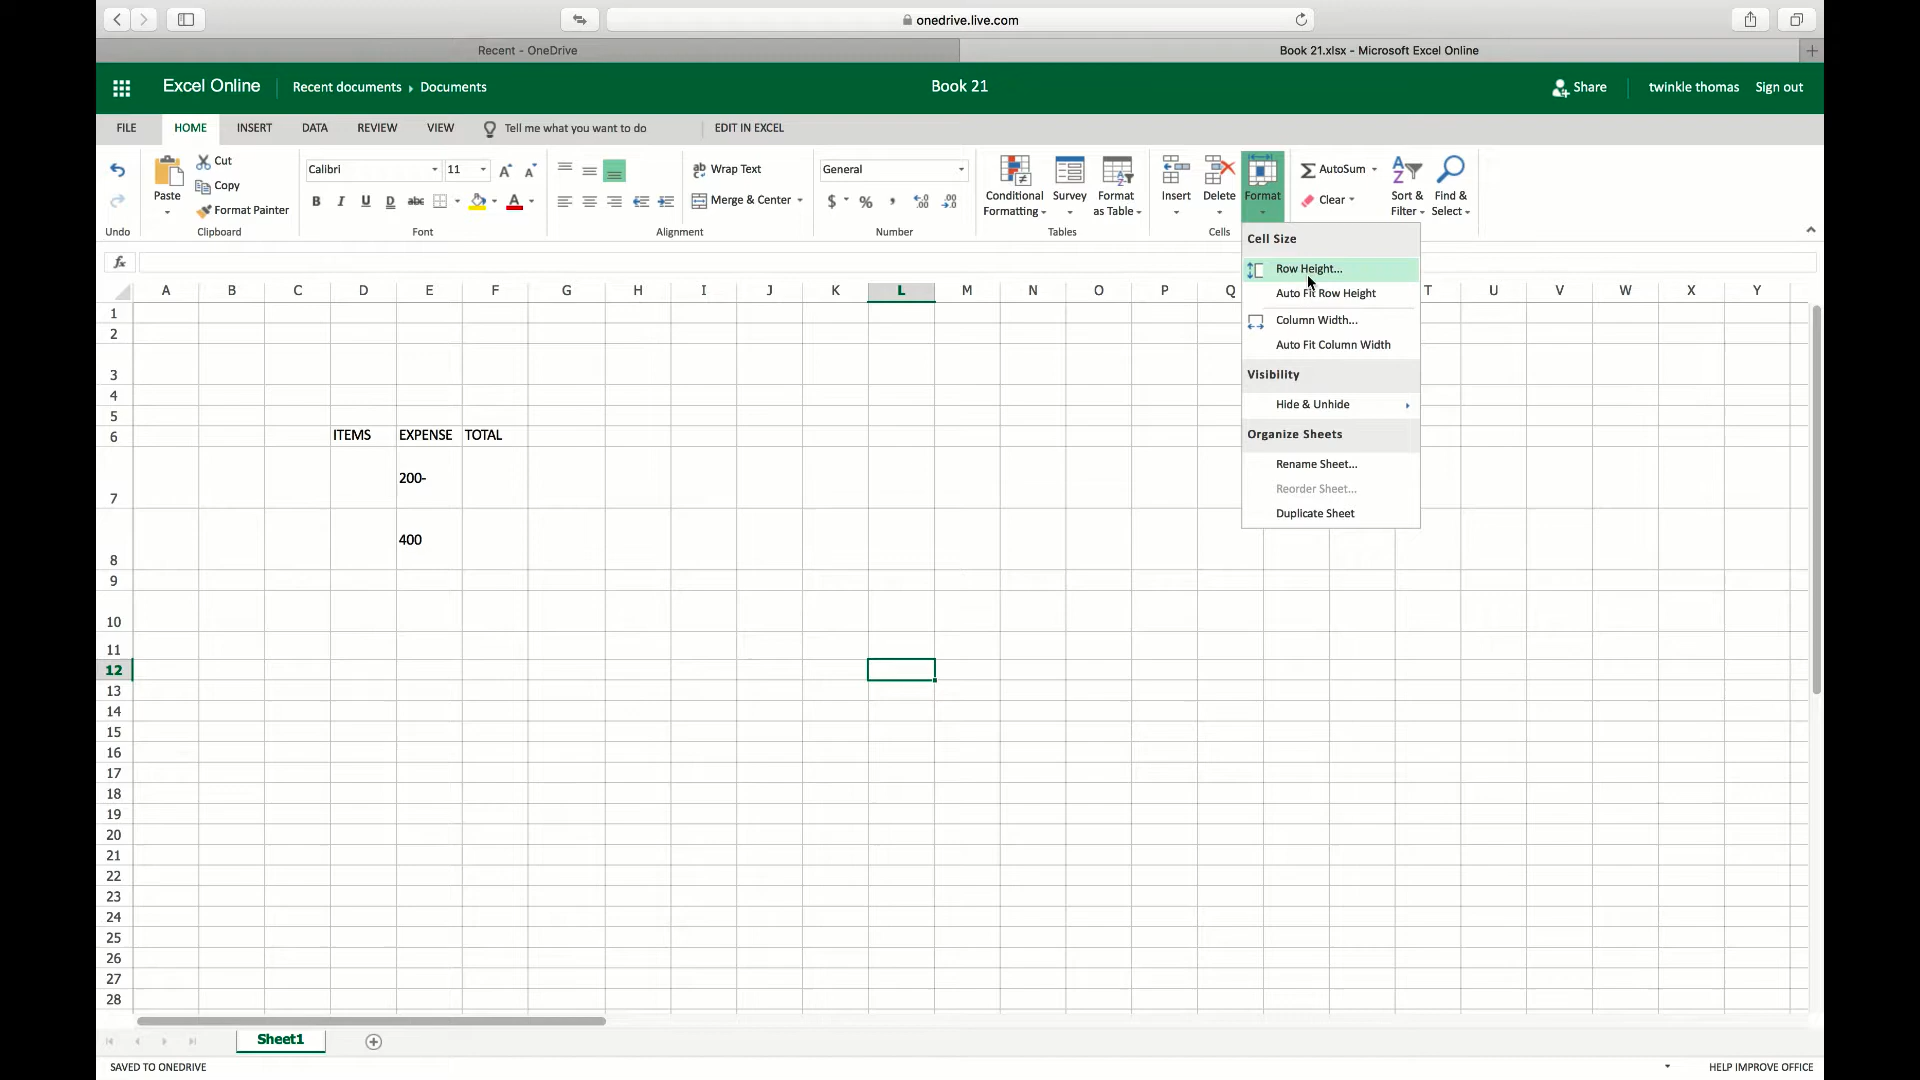 onedrive.live.com
Recent - OneDrive
Book 21.xlsx - Microsoft Excel Online
Excel Online
Recent documents ▸ Documents
Book 21
Share
twinkle thomas
Sign out
FILE
HOME
INSERT
DATA
REVIEW
VIEW
Tell me what you want to do
EDIT IN EXCEL
Cut
Copy
Format Painter
Paste
Undo
Clipboard
Calibri
11
B I U D abc
Font
Wrap Text
Merge & Center
Alignment
General
$ % , .00 .0
Number
Conditional
Formatting
Survey
Format
as Table
Tables
Insert
Delete
Format
Cells
AutoSum
Clear
Sort &
Filter
Find &
Select
Cell Size
Row Height...
Auto Fit Row Height
Column Width...
Auto Fit Column Width
Visibility
Hide & Unhide
Organize Sheets
Rename Sheet...
Reorder Sheet...
Duplicate Sheet
fx
A B C D E F G H I J K L M N O P Q T U V W X Y
1
2
3
4
5
6 ITEMS EXPENSE TOTAL
7 200-
8 400
9
10
11
12
13
14
15
16
17
18
19
20
21
22
23
24
25
26
27
28
Sheet1
SAVED TO ONEDRIVE
HELP IMPROVE OFFICE